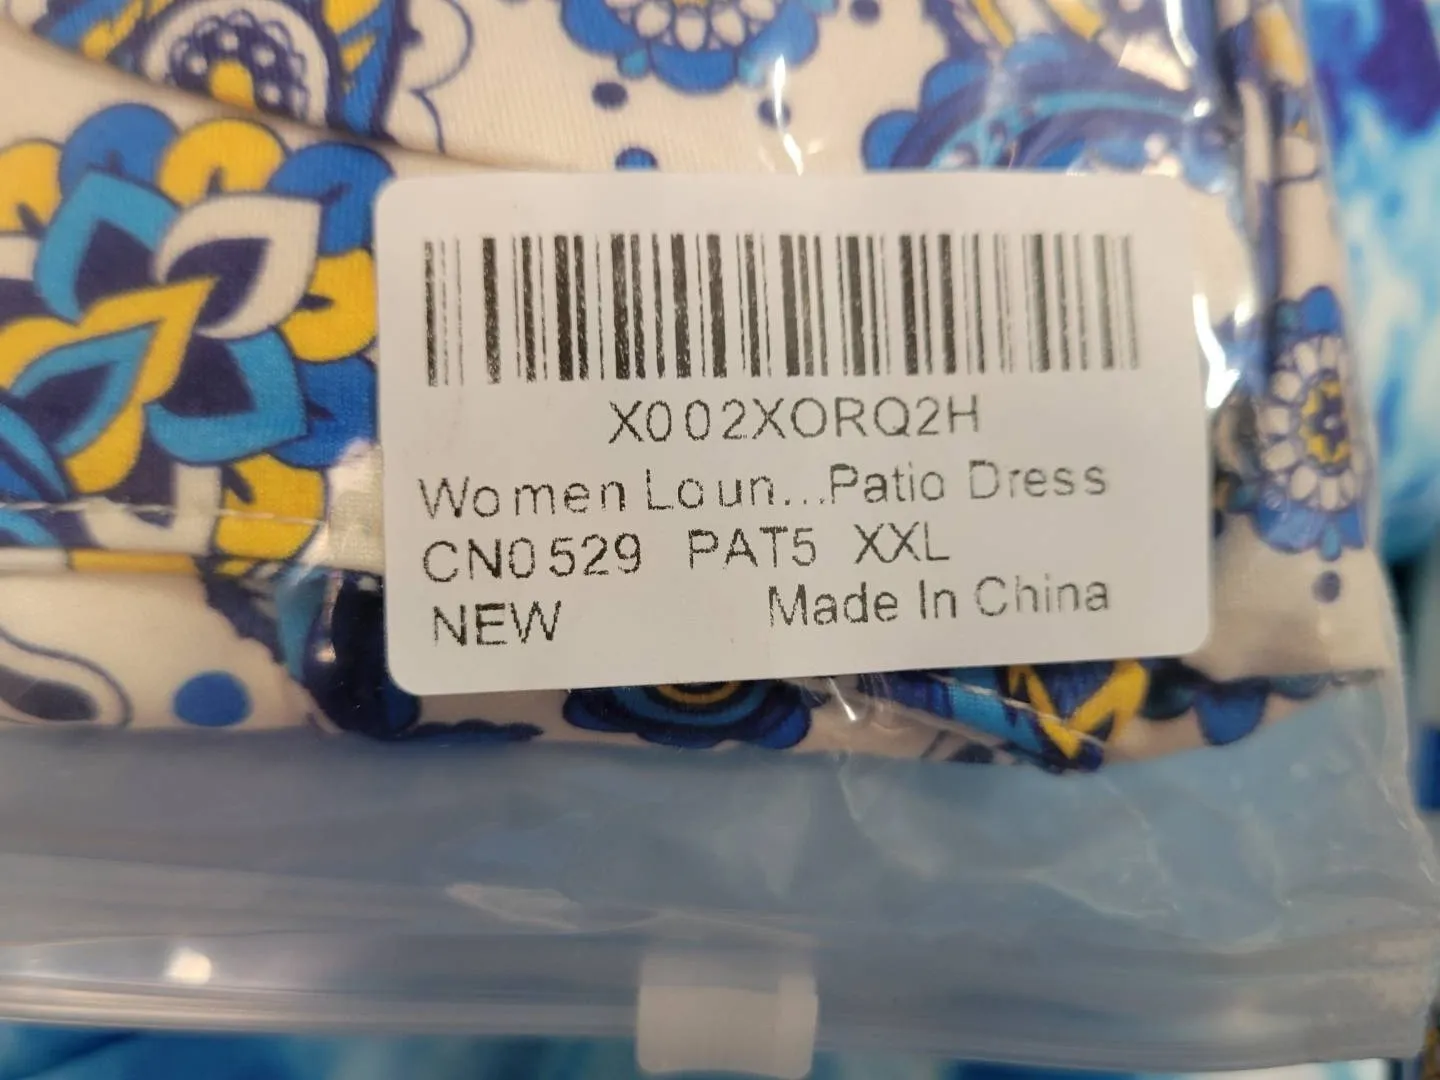 X002XORQ2H
Women Loun...Patio Dress
CN0529 PAT5 XXL
NEW Made In China